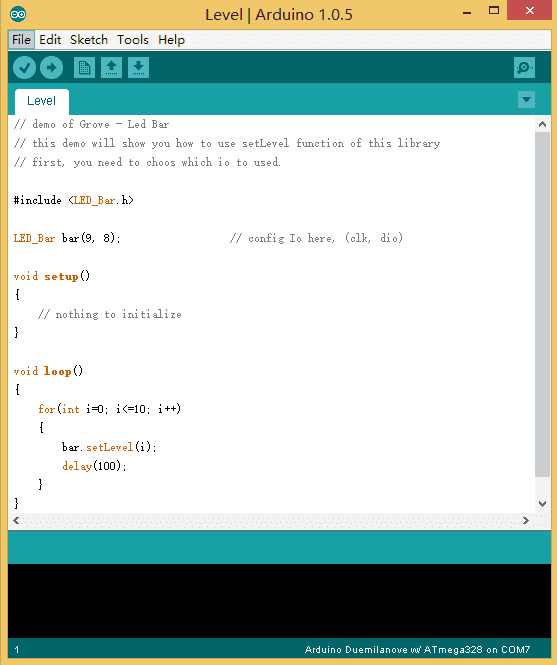 Level | Arduino 1.0.5
File Edit Sketch Tools Help
Level
// demo of Grove - Led Bar
// this demo will show you how to use setLevel function of this library
// first, you need to choos which io to used.
#include <LED_Bar.h>
LED_Bar bar(9, 8); // config Io here, (clk, dio)
void setup()
{
// nothing to initialize
}
void loop()
{
for(int i=0; i<=10; i++)
{
bar.setLevel(i);
delay(100);
}
}
1 Arduino Duemilanove w/ ATmega328 on COM7